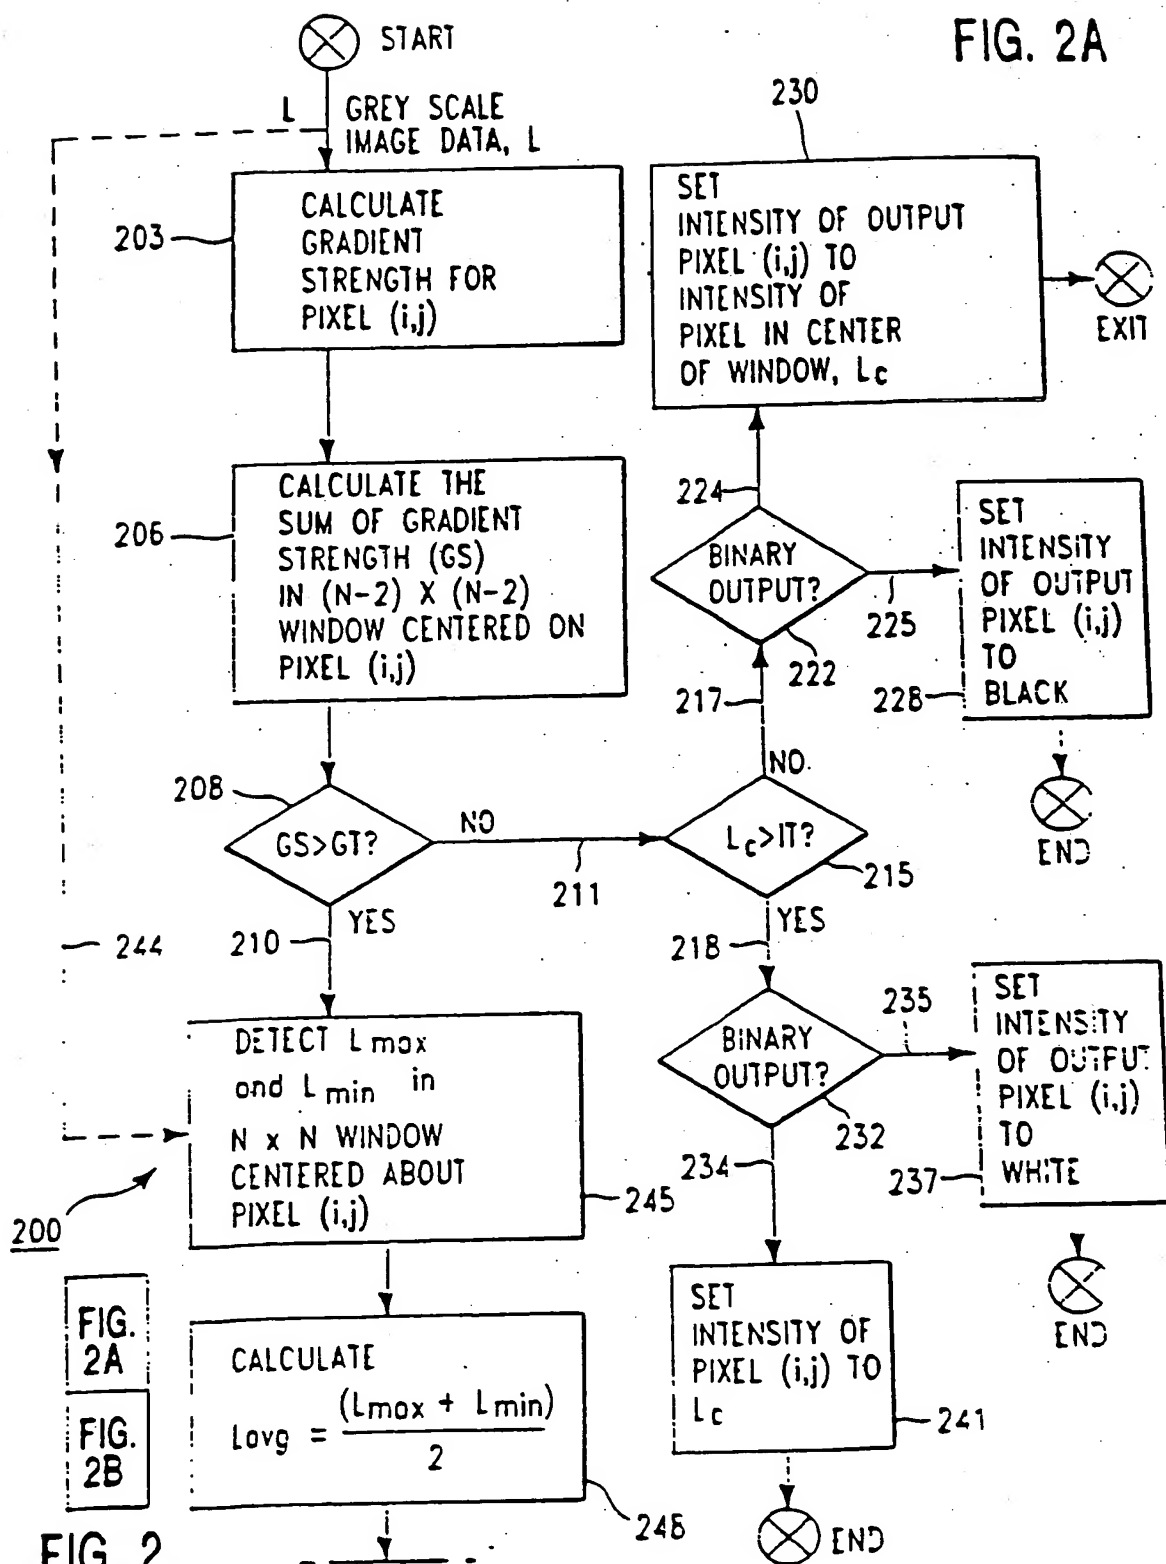 START
FIG. 2A
L
GREY SCALE
IMAGE DATA, L
203
CALCULATE
GRADIENT
STRENGTH FOR
PIXEL (i,j)
230
SET
INTENSITY OF OUTPUT
PIXEL (i,j) TO
INTENSITY OF
PIXEL IN CENTER
OF WINDOW, Lc
EXIT
206
CALCULATE THE
SUM OF GRADIENT
STRENGTH (GS)
IN (N-2) X (N-2)
WINDOW CENTERED ON
PIXEL (i,j)
224
BINARY
OUTPUT?
222
225
SET
INTENSITY
OF OUTPUT
PIXEL (i,j)
TO
BLACK
228
END
217
NO.
208
GS>GT?
NO
211
Lc>IT?
215
YES
210
YES
218
244
BINARY
OUTPUT?
232
235
SET
INTENSITY
OF OUTPUT
PIXEL (i,j)
TO
WHITE
237
END
234
DETECT Lmax
and Lmin in
N x N WINDOW
CENTERED ABOUT
PIXEL (i,j)
245
200
FIG.
2A
FIG.
2B
FIG. 2
CALCULATE
Lavg = (Lmax + Lmin)
2
246
SET
INTENSITY OF
PIXEL (i,j) TO
Lc
241
END